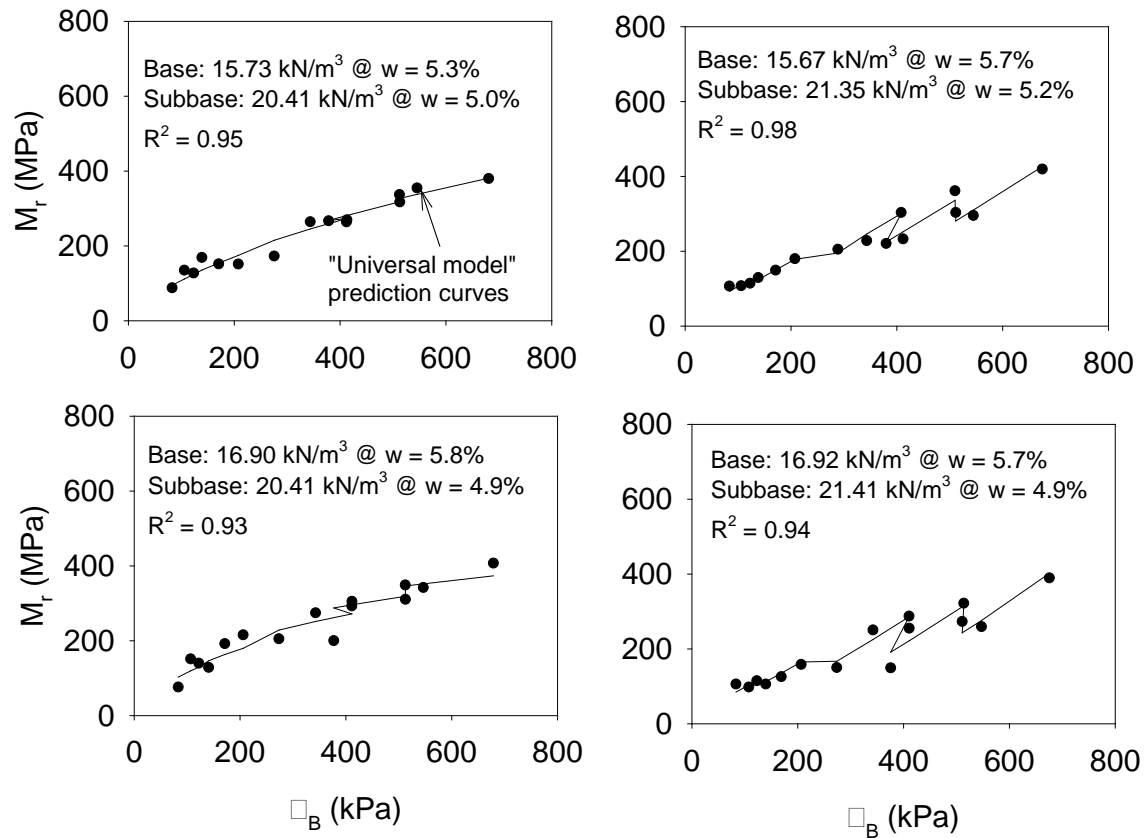 800
600
400
200
0
M_r (MPa)
Base: 15.73 kN/m³ @ w = 5.3%
Subbase: 20.41 kN/m³ @ w = 5.0%
R² = 0.95
"Universal model"
prediction curves
0 200 400 600 800
800
600
400
200
0
Base: 15.67 kN/m³ @ w = 5.7%
Subbase: 21.35 kN/m³ @ w = 5.2%
R² = 0.98
0 200 400 600 800
800
600
400
200
0
M_r (MPa)
Base: 16.90 kN/m³ @ w = 5.8%
Subbase: 20.41 kN/m³ @ w = 4.9%
R² = 0.93
0 200 400 600 800
□_B (kPa)
800
600
400
200
0
Base: 16.92 kN/m³ @ w = 5.7%
Subbase: 21.41 kN/m³ @ w = 4.9%
R² = 0.94
0 200 400 600 800
□_B (kPa)